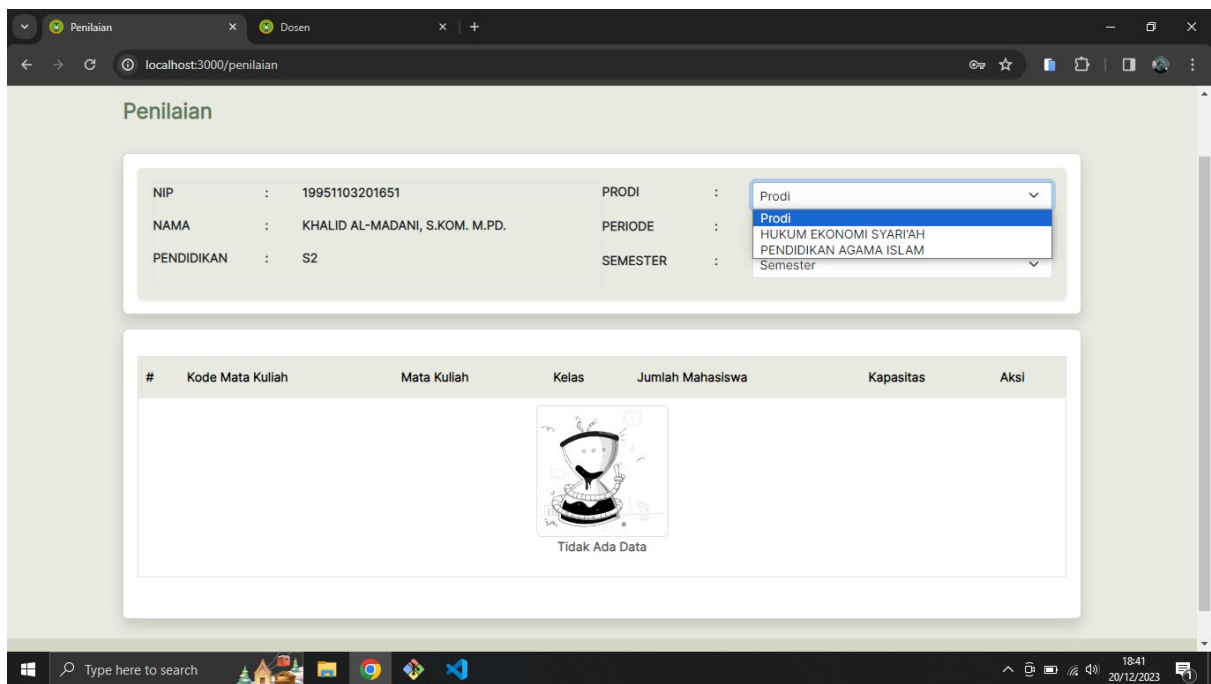 Penilaian
Dosen
localhost:3000/penilaian
Penilaian
NIP : 19951103201651 PRODI : Prodi
Prodi
NAMA : KHALID AL-MADANI, S.KOM. M.PD. PERIODE : HUKUM EKONOMI SYARI'AH
PENDIDIKAN AGAMA ISLAM
PENDIDIKAN : S2 SEMESTER : Semester
# Kode Mata Kuliah Mata Kuliah Kelas Jumlah Mahasiswa Kapasitas Aksi
Tidak Ada Data
Type here to search
18:41
20/12/2023
1